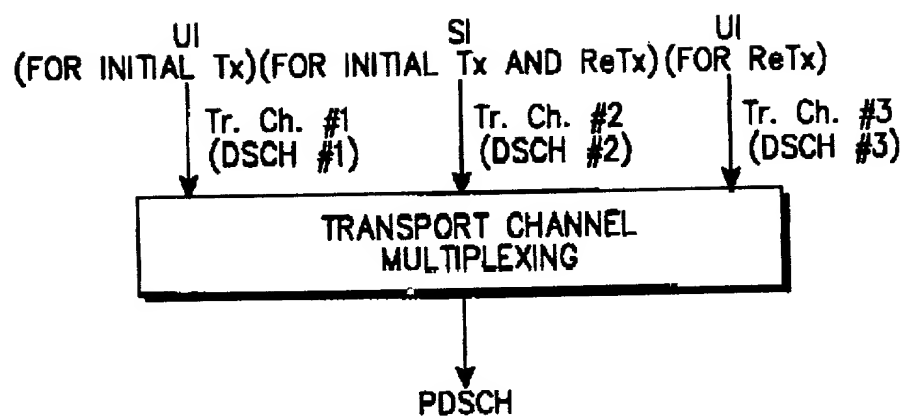 UI SI UI
(FOR INITIAL Tx)(FOR INITIAL Tx AND ReTx)(FOR ReTx)
Tr. Ch. #1
(DSCH #1)
Tr. Ch. #2
(DSCH #2)
Tr. Ch. #3
(DSCH #3)
TRANSPORT CHANNEL
MULTIPLEXING
PDSCH